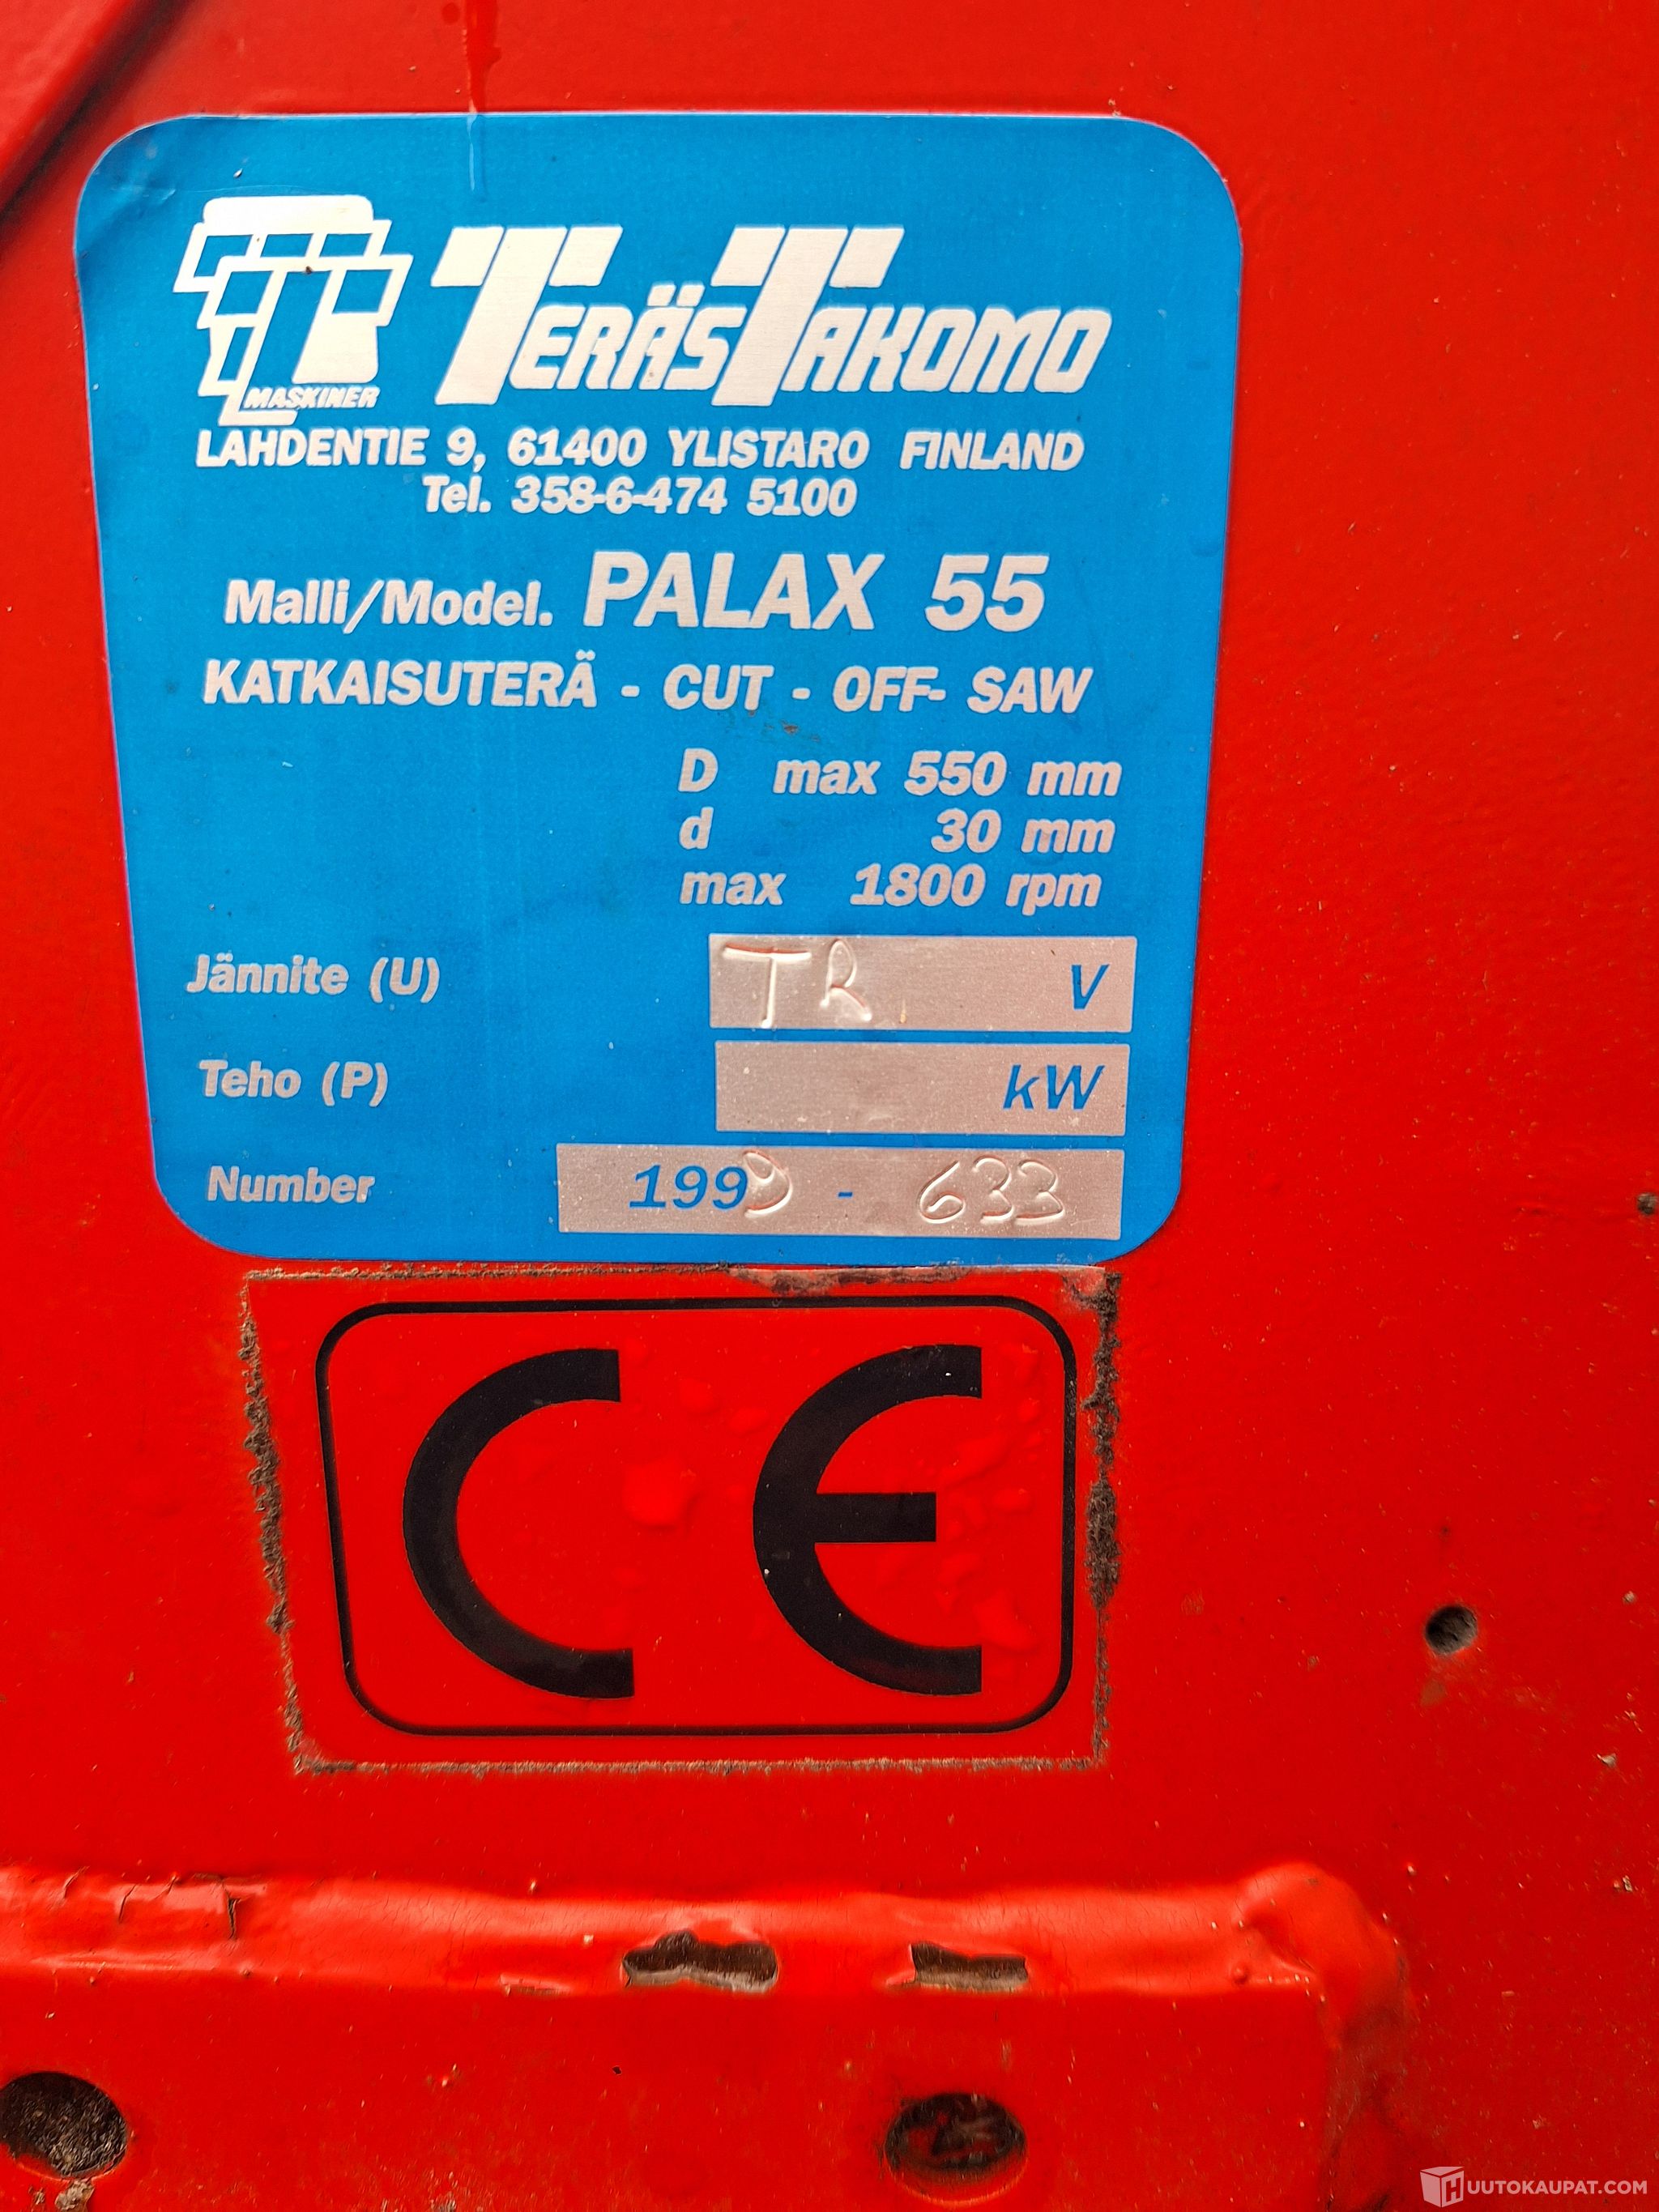 MASKINER
TERÄSTAKOMO
LAHDENTIE 9, 61400 YLISTARO FINLAND
Tel. 358-6-474 5100
Malli/Model. PALAX 55
KATKAISUTERÄ - CUT - OFF- SAW
D max 550 mm
d 30 mm
max 1800 rpm
Jännite (U) TR. V
Teho (P) kW
Number 1999 - 633
CE
HUUTOKAUPAT.COM